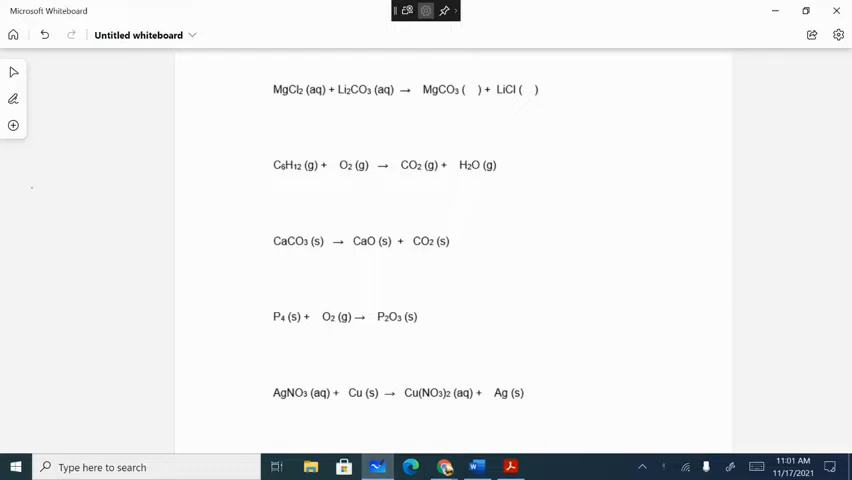 Microsoft Whiteboard
Untitled whiteboard
MgCl₂ (aq) + Li₂CO₃ (aq) → MgCO₃ ( ) + LiCl ( )
C₆H₁₂ (g) + O₂ (g) → CO₂ (g) + H₂O (g)
CaCO₃ (s) → CaO (s) + CO₂ (s)
P₄ (s) + O₂ (g) → P₂O₃ (s)
AgNO₃ (aq) + Cu (s) → Cu(NO₃)₂ (aq) + Ag (s)
Type here to search
11:01 AM
11/17/2021